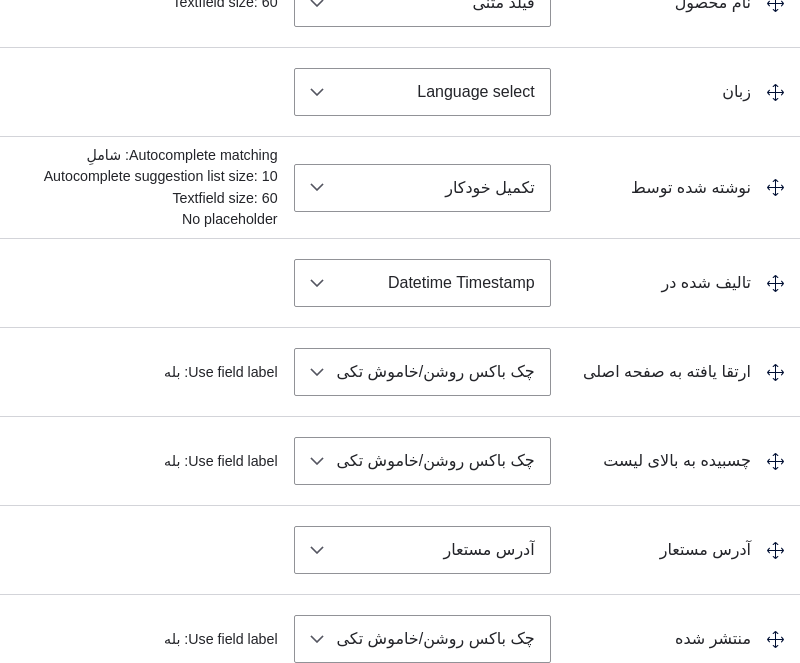 نام محصول
فیلد متنی
Textfield size: 60
زبان
Language select
نوشته شده توسط
تکمیل خودکار
Autocomplete matching: شاملِ
Autocomplete suggestion list size: 10
Textfield size: 60
No placeholder
تالیف شده در
Datetime Timestamp
ارتقا یافته به صفحه اصلی
چک باکس روشن/خاموش تکی
Use field label: بله
چسبیده به بالای لیست
چک باکس روشن/خاموش تکی
Use field label: بله
آدرس مستعار
آدرس مستعار
منتشر شده
چک باکس روشن/خاموش تکی
Use field label: بله